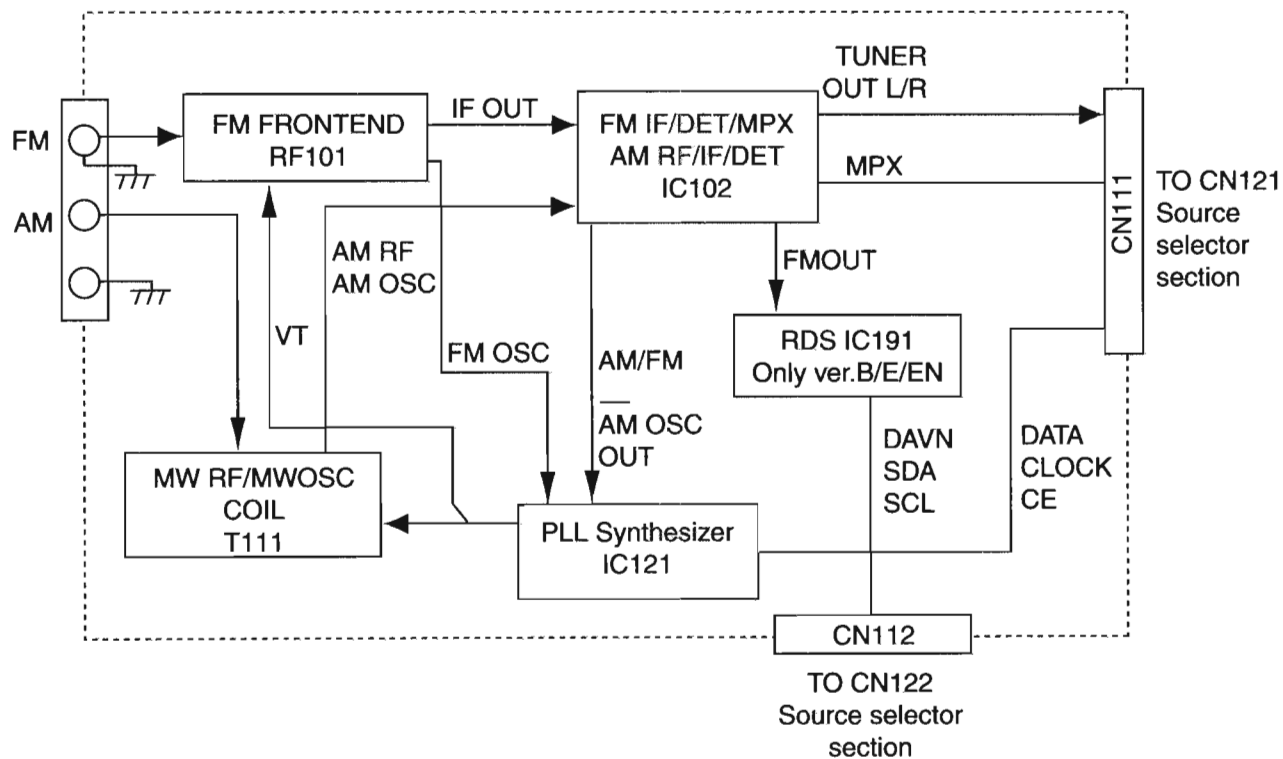 TUNER
OUT L/R
FM
FM FRONTEND
RF101
IF OUT
FM IF/DET/MPX
AM RF/IF/DET
IC102
MPX
CN111
TO CN121
Source
selector
section
AM
AM RF
AM OSC
FMOUT
VT
FM OSC
AM/FM
AM OSC
OUT
RDS IC191
Only ver.B/E/EN
DAVN
SDA
SCL
DATA
CLOCK
CE
MW RF/MWOSC
COIL
T111
PLL Synthesizer
IC121
CN112
TO CN122
Source selector
section